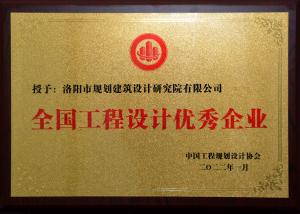 授予：洛阳市规划建筑设计研究院有限公司
全国工程设计优秀企业
中国工程规划设计协会
二〇二二年一月